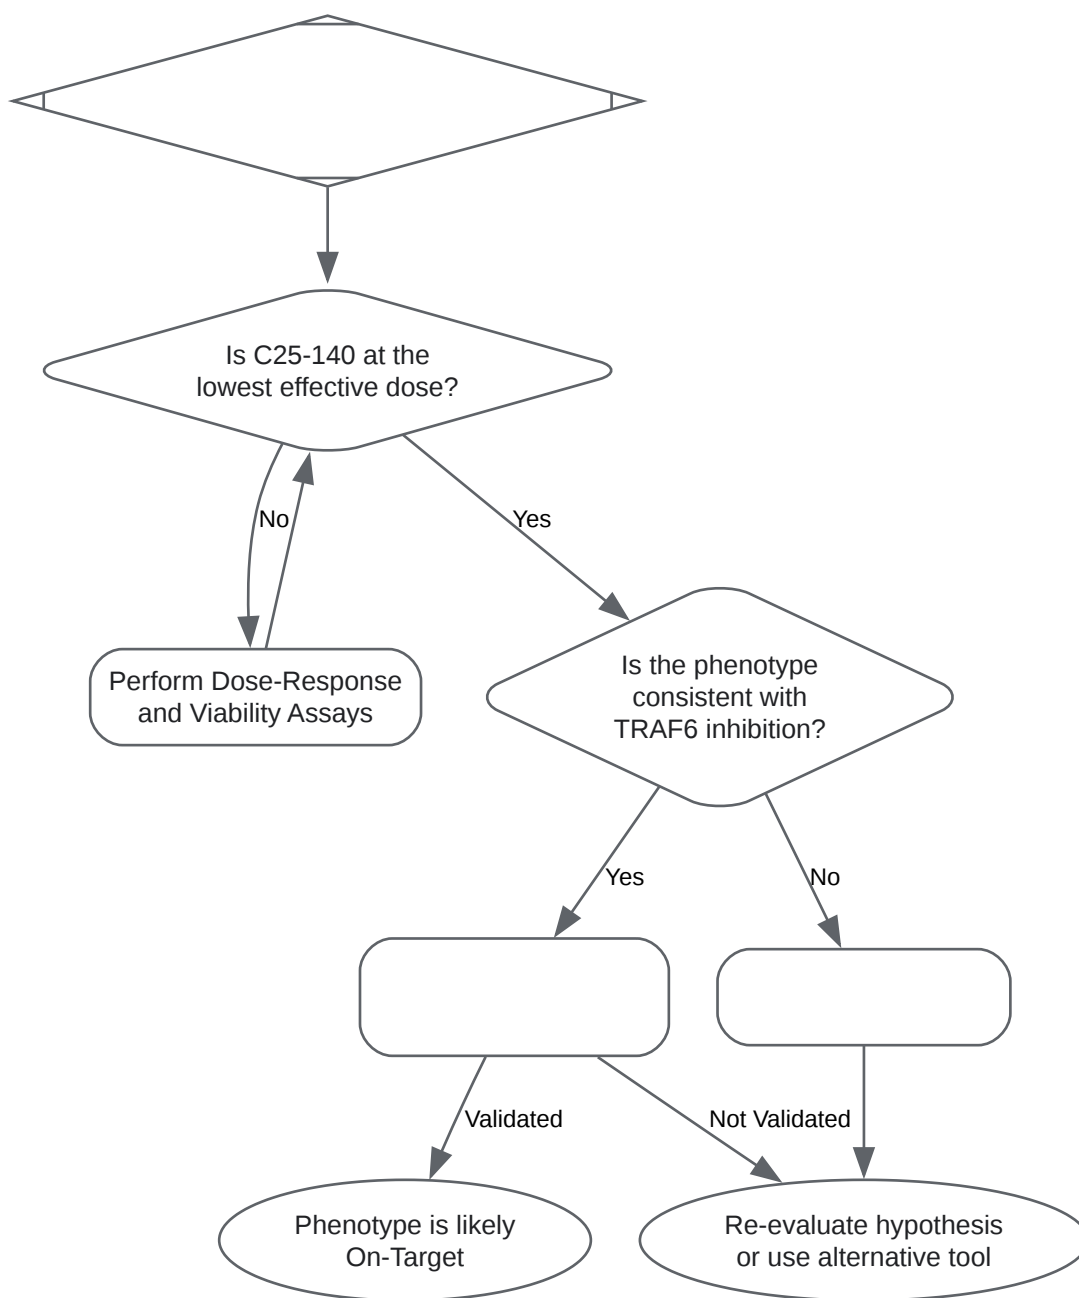 Is C25-140 at the
lowest effective dose?
No
Yes
Perform Dose-Response
and Viability Assays
Is the phenotype
consistent with
TRAF6 inhibition?
Yes
No
Validated
Not Validated
Phenotype is likely
On-Target
Re-evaluate hypothesis
or use alternative tool